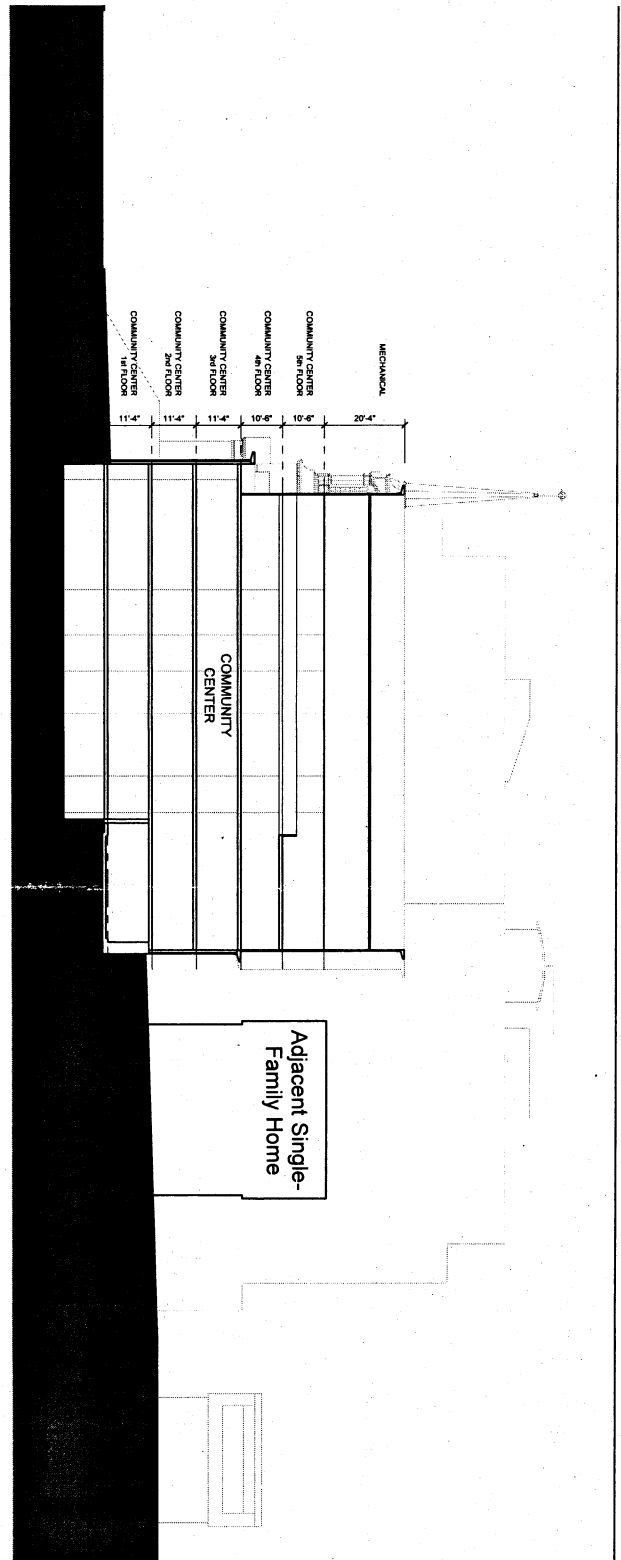 MECHANICAL
20'-4"
COMMUNITY CENTER
5th FLOOR
10'-6"
COMMUNITY CENTER
4th FLOOR
10'-6"
COMMUNITY CENTER
3rd FLOOR
11'-4"
COMMUNITY CENTER
2nd FLOOR
11'-4"
COMMUNITY CENTER
1st FLOOR
11'-4"
COMMUNITY
CENTER
Adjacent Single-
Family Home